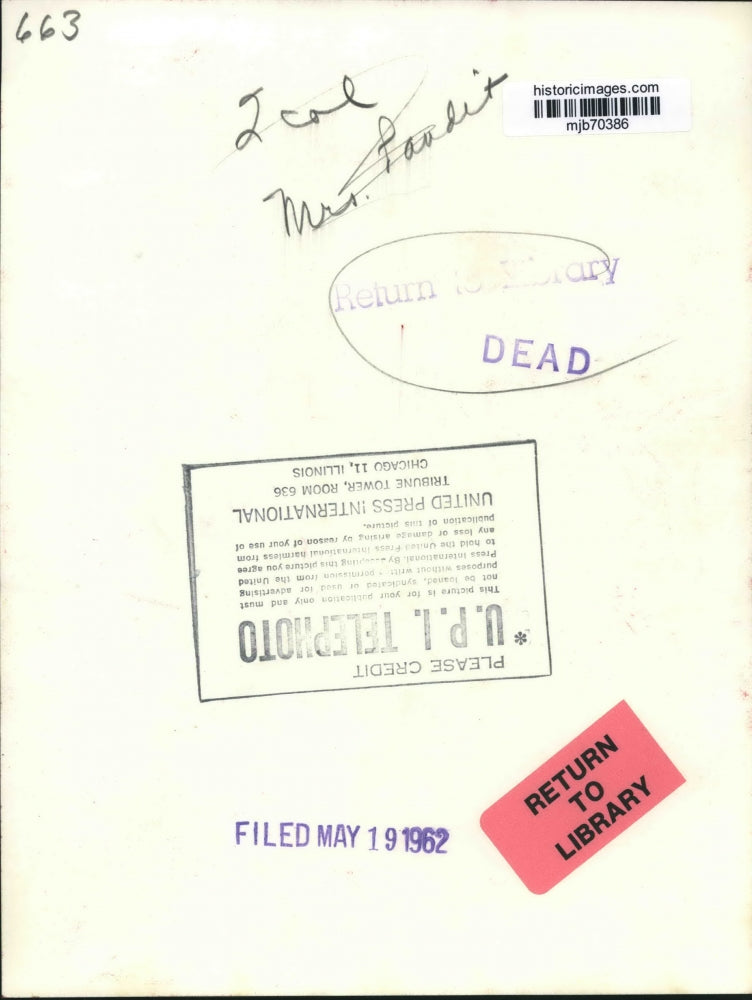 663
2 col
Mrs. Pandit
historicimages.com
mjb70386
Return to Library
DEAD
PLEASE CREDIT
* U.P.I. TELEPHOTO
This picture is for your publication only and must
not be loaned, syndicated or used for advertising
purposes without permission from the United
Press International. By this picture you agree
to hold the United Press International harmless from
any loss or damage arising by reason of your use or
publication of this picture.
UNITED PRESS INTERNATIONAL
TRIBUNE TOWER, ROOM 636
CHICAGO 11, ILLINOIS
RETURN
TO
LIBRARY
FILED MAY 19 1962